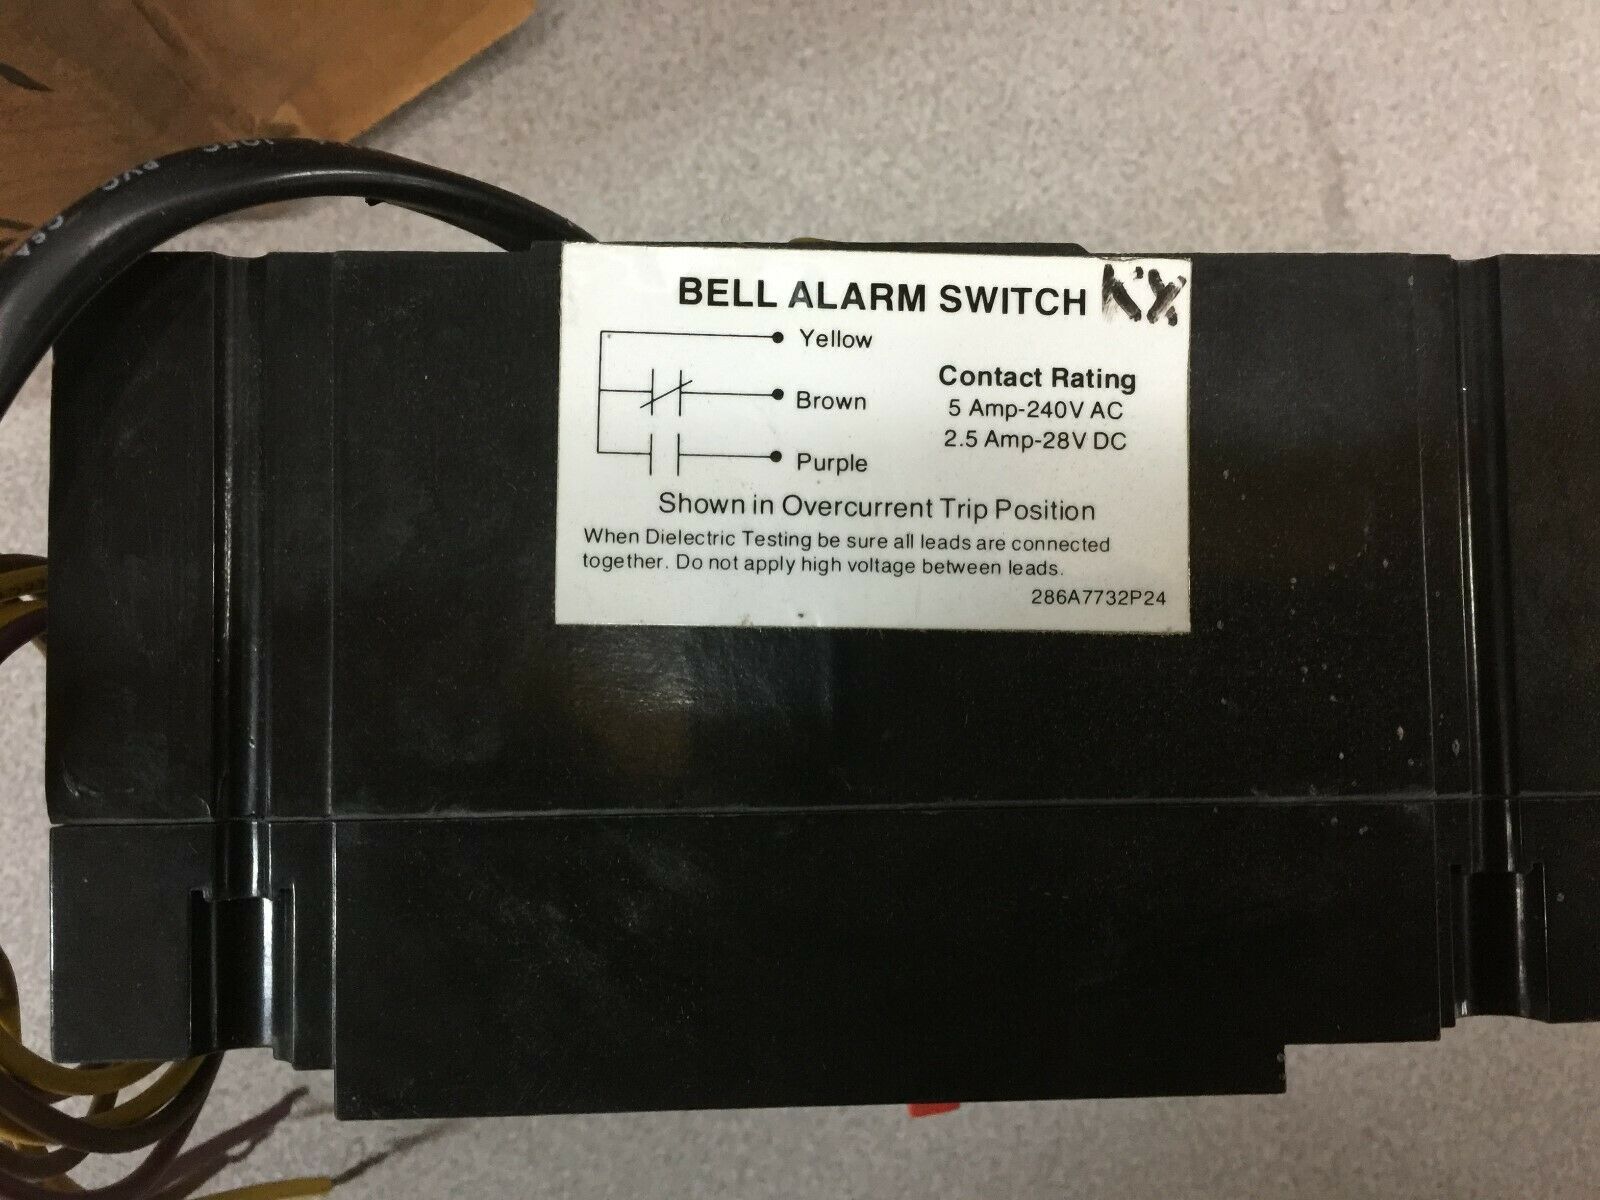 BELL ALARM SWITCH
Yellow
Brown
Purple
Contact Rating
5 Amp-240V AC
2.5 Amp-28V DC
Shown in Overcurrent Trip Position
When Dielectric Testing be sure all leads are connected
together. Do not apply high voltage between leads.
286A7732P24
PVC